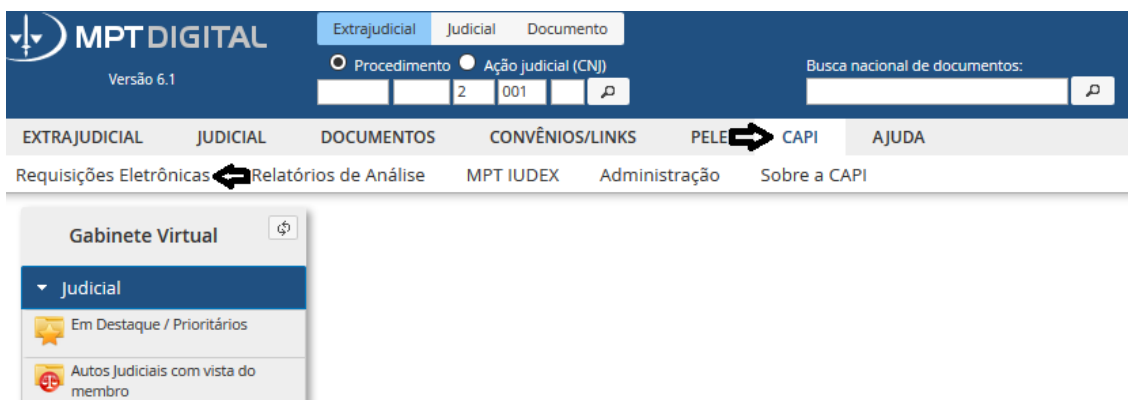 MPT DIGITAL
Versão 6.1
Extrajudicial Judicial Documento
Procedimento Ação judicial (CNJ)
2 001
Busca nacional de documentos:
EXTRAJUDICIAL JUDICIAL DOCUMENTOS CONVÊNIOS/LINKS PELE CAPI AJUDA
Requisições Eletrônicas Relatórios de Análise MPT IUDEX Administração Sobre a CAPI
Gabinete Virtual
Judicial
Em Destaque / Prioritários
Autos Judiciais com vista do
membro